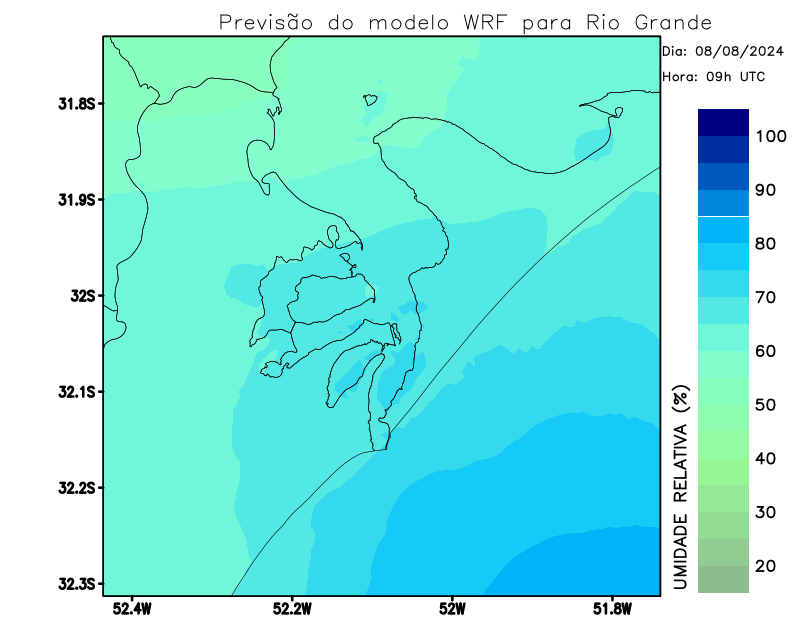 Previsão do modelo WRF para Rio Grande
Dia: 08/08/2024
Hora: 09h UTC
31.8S
31.9S
32S
32.1S
32.2S
32.3S
52.4W
52.2W
52W
51.8W
100
90
80
70
60
50
40
30
20
UMIDADE RELATIVA (%)